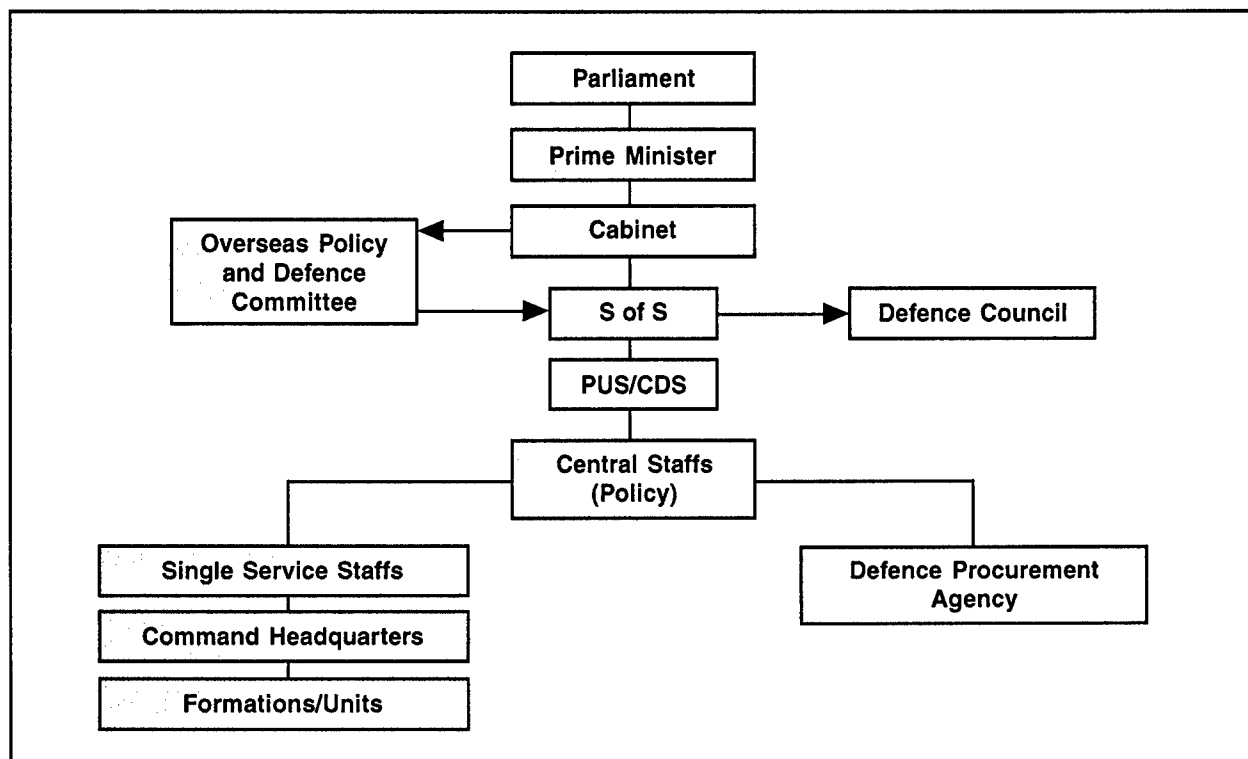 Parliament
Prime Minister
Cabinet
Overseas Policy
and Defence
Committee
S of S
Defence Council
PUS/CDS
Central Staffs
(Policy)
Single Service Staffs
Defence Procurement
Agency
Command Headquarters
Formations/Units